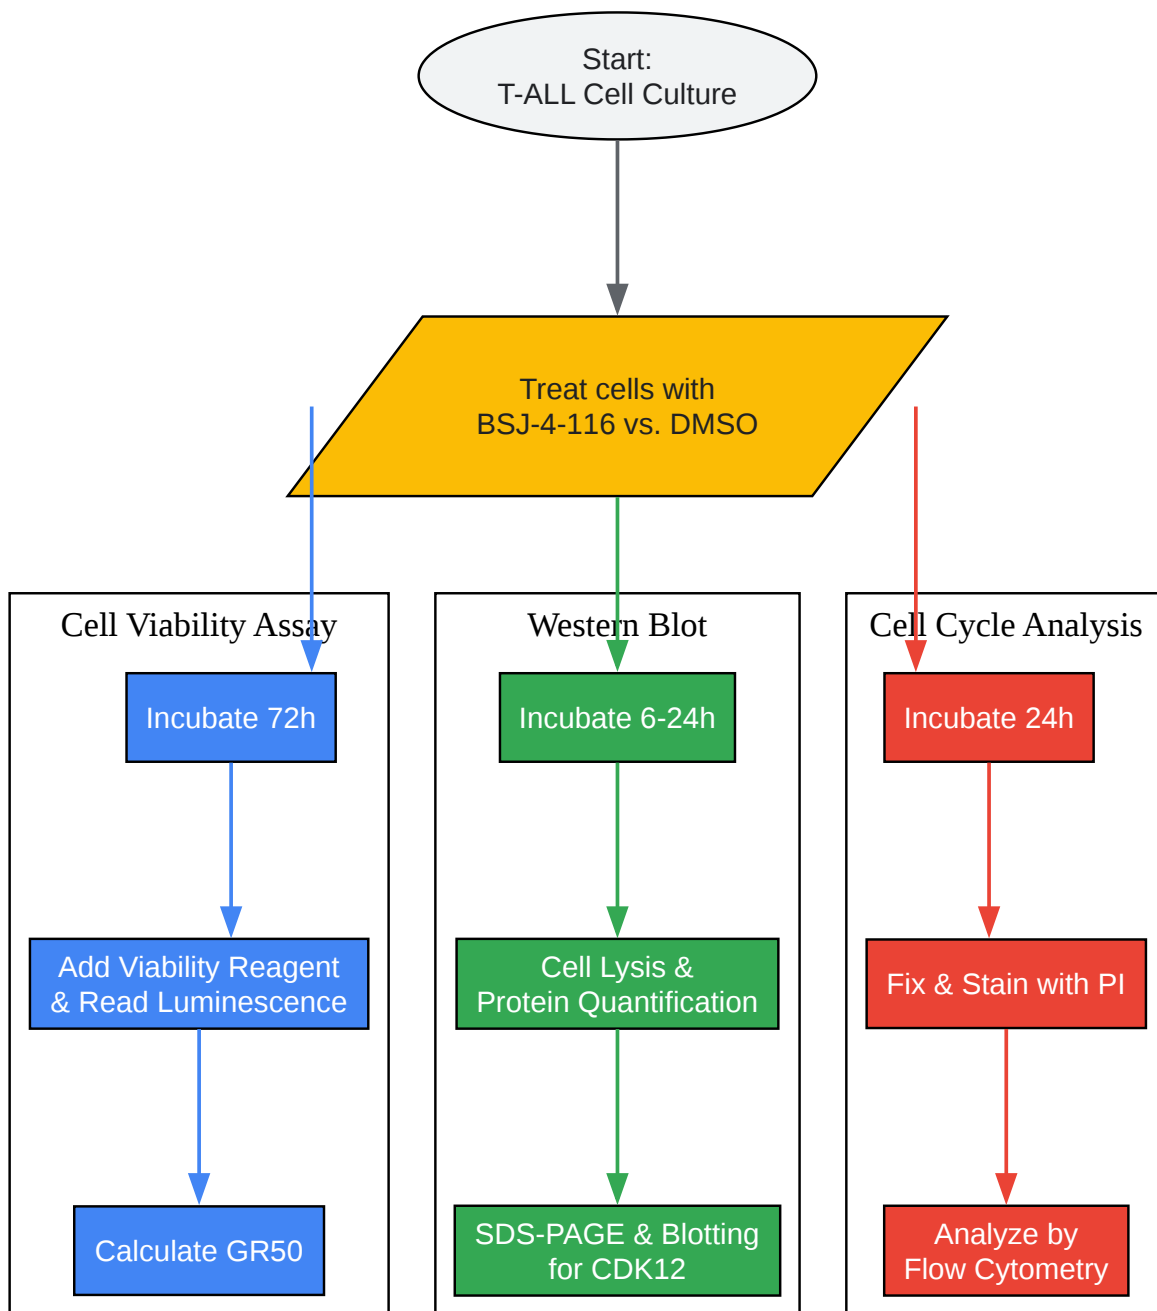 Start:
T-ALL Cell Culture
Treat cells with
BSJ-4-116 vs. DMSO
Cell Viability Assay
Incubate 72h
Add Viability Reagent
& Read Luminescence
Calculate GR50
Western Blot
Incubate 6-24h
Cell Lysis &
Protein Quantification
SDS-PAGE & Blotting
for CDK12
Cell Cycle Analysis
Incubate 24h
Fix & Stain with PI
Analyze by
Flow Cytometry